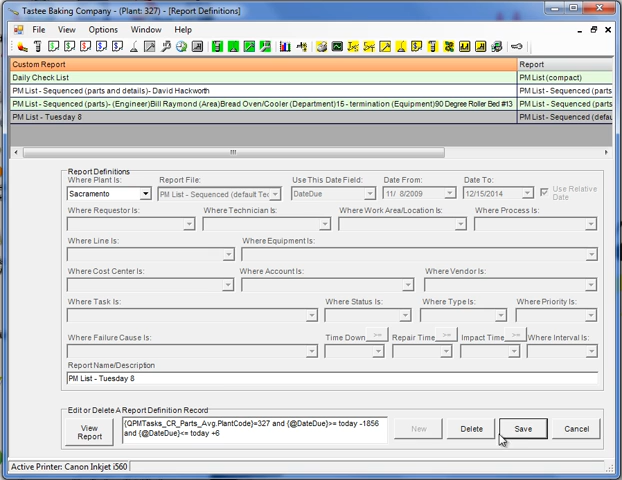 Tastee Baking Company - (Plant: 327) - [Report Definitions]
File View Options Window Help
Custom Report Report
Daily Check List PM List (compact)
PM List - Sequenced (parts and details)- David Hackworth PM List - Sequenced (parts
PM List - Sequenced (parts)- (Engineer)Bill Raymond (Area)Bread Oven/Cooler (Department)15 - termination (Equipment)90 Degree Roller Bed #13 PM List - Sequenced (parts
PM List - Tuesday 8 PM List - Sequenced (defau
Report Definitions
Where Plant Is: Report File: Use This Date Field: Date From: Date To:
Sacramento PM List - Sequenced (default Tec DateDue 11/ 8/2009 12/15/2014 Use Relative Date
Where Requestor Is: Where Technician Is: Where Work Area/Location Is: Where Process Is:
Where Line Is: Where Equipment Is:
Where Cost Center Is: Where Account Is: Where Vendor Is:
Where Task Is: Where Status Is: Where Type Is: Where Priority Is:
Where Failure Cause Is: Time Down >= Repair Time >= Impact Time >= Where Interval Is:
Report Name/Description
PM List - Tuesday 8
Edit or Delete A Report Definition Record
View Report {QPMTasks_CR_Parts_Avg.PlantCode}=327 and {@DateDue}>= today -1856
and {@DateDue}<= today +6
New Delete Save Cancel
Active Printer: Canon Inkjet i560